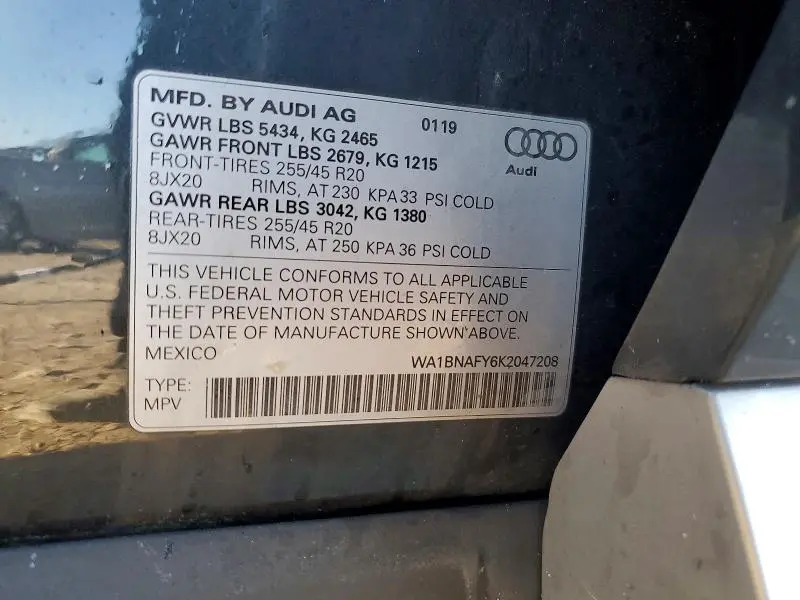 MFD. BY AUDI AG 0119
GVWR LBS 5434, KG 2465
GAWR FRONT LBS 2679, KG 1215
Audi
FRONT-TIRES 255/45 R20
8JX20 RIMS, AT 230 KPA 33 PSI COLD
GAWR REAR LBS 3042, KG 1380
REAR-TIRES 255/45 R20
8JX20 RIMS, AT 250 KPA 36 PSI COLD
THIS VEHICLE CONFORMS TO ALL APPLICABLE
U.S. FEDERAL MOTOR VEHICLE SAFETY AND
THEFT PREVENTION STANDARDS IN EFFECT ON
THE DATE OF MANUFACTURE SHOWN ABOVE.
MEXICO WA1BNAFY6K2047208
TYPE:
MPV